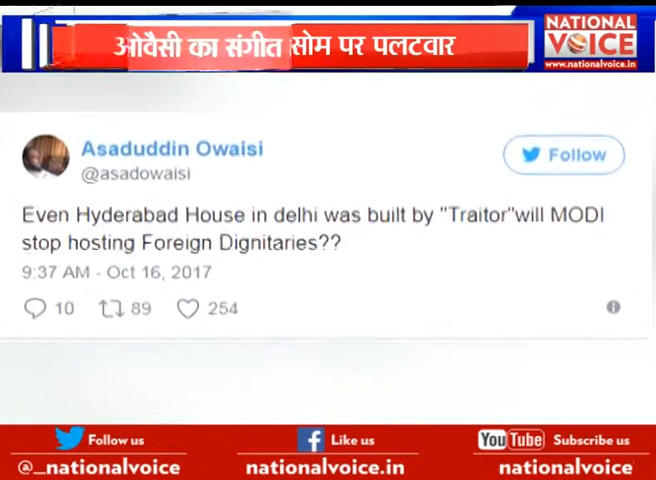 ओवैसी का संगीत सोम पर पलटवार
NATIONAL
VOICE
www.nationalvoice.in
Asaduddin Owaisi
@asadowaisi
Follow
Even Hyderabad House in delhi was built by "Traitor"will MODI
stop hosting Foreign Dignitaries??
9:37 AM - Oct 16, 2017
10 89 254
Follow us Like us YouTube Subscribe us
@_nationalvoice nationalvoice.in nationalvoice